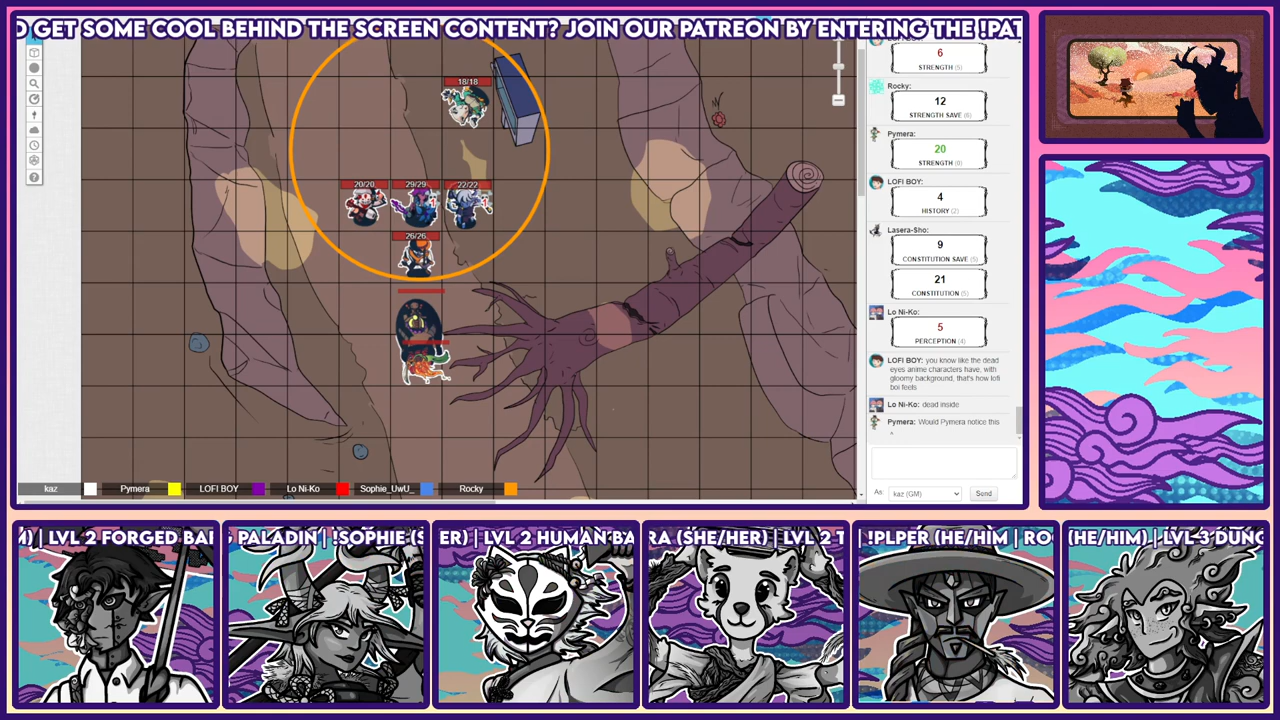 D GET SOME COOL BEHIND THE SCREEN CONTENT? JOIN OUR PATREON BY ENTERING THE !PAT
18/18
20/20
29/29
22/22
26/26
6
STRENGTH (5)
Rocky:
12
STRENGTH SAVE (6)
Pymera:
20
STRENGTH (0)
LOFI BOY:
4
HISTORY (2)
Lasera-Sho:
9
CONSTITUTION SAVE (5)
21
CONSTITUTION (5)
Lo Ni-Ko:
5
PERCEPTION (4)
LOFI BOY: you know like the dead
eyes anime characters have, with
gloomy background, that's how lofi
boi feels
Lo Ni-Ko: dead inside
Pymera: Would Pymera notice this
As: kaz (GM) Send
kaz
Pymera
LOFI BOY
Lo Ni-Ko
Sophie_UwU_
Rocky
M) | LVL 2 FORGED BAR
G PALADIN | !SOPHIE (S
ER) | LVL 2 HUMAN BA
RA (SHE/HER) | LVL 2 T
!PLPER (HE/HIM | RO
(HE/HIM) | LVL 3 DUNG